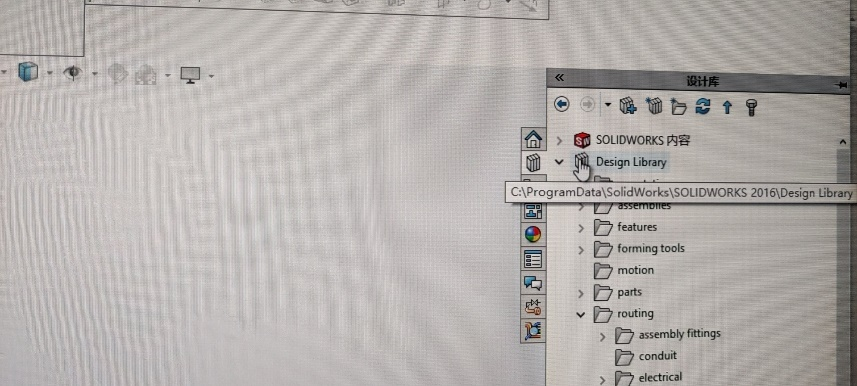 设计库
SOLIDWORKS 内容
Design Library
C:\ProgramData\SolidWorks\SOLIDWORKS 2016\Design Library
assemblies
features
forming tools
motion
parts
routing
assembly fittings
conduit
electrical